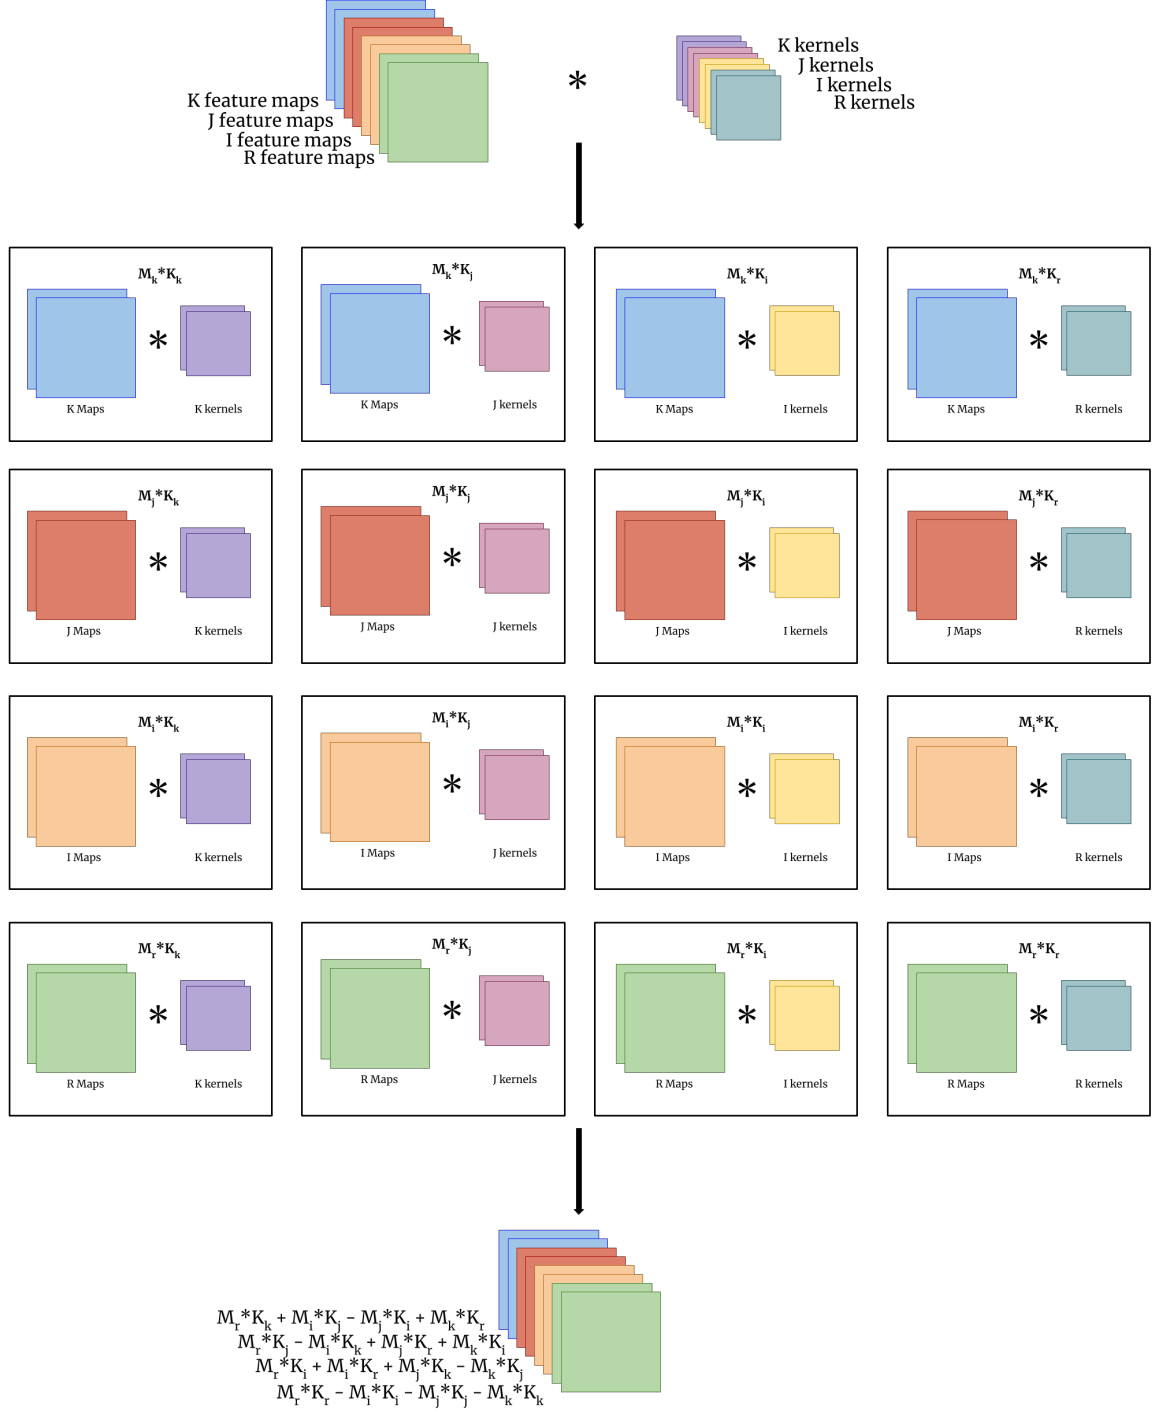 K feature maps
J feature maps
I feature maps
R feature maps
*
K kernels
J kernels
I kernels
R kernels
M_k*K_k
*
K Maps K kernels
M_k*K_j
*
K Maps J kernels
M_k*K_i
*
K Maps I kernels
M_k*K_r
*
K Maps R kernels
M_j*K_k
*
J Maps K kernels
M_j*K_j
*
J Maps J kernels
M_j*K_i
*
J Maps I kernels
M_j*K_r
*
J Maps R kernels
M_i*K_k
*
I Maps K kernels
M_i*K_j
*
I Maps J kernels
M_i*K_i
*
I Maps I kernels
M_i*K_r
*
I Maps R kernels
M_r*K_k
*
R Maps K kernels
M_r*K_j
*
R Maps J kernels
M_r*K_i
*
R Maps I kernels
M_r*K_r
*
R Maps R kernels
M_r*K_k + M_i*K_j - M_j*K_i + M_k*K_r
M_r*K_j - M_i*K_k + M_j*K_r + M_k*K_i
M_r*K_i + M_i*K_r + M_j*K_k - M_k*K_j
M_r*K_r - M_i*K_i - M_j*K_j - M_k*K_k